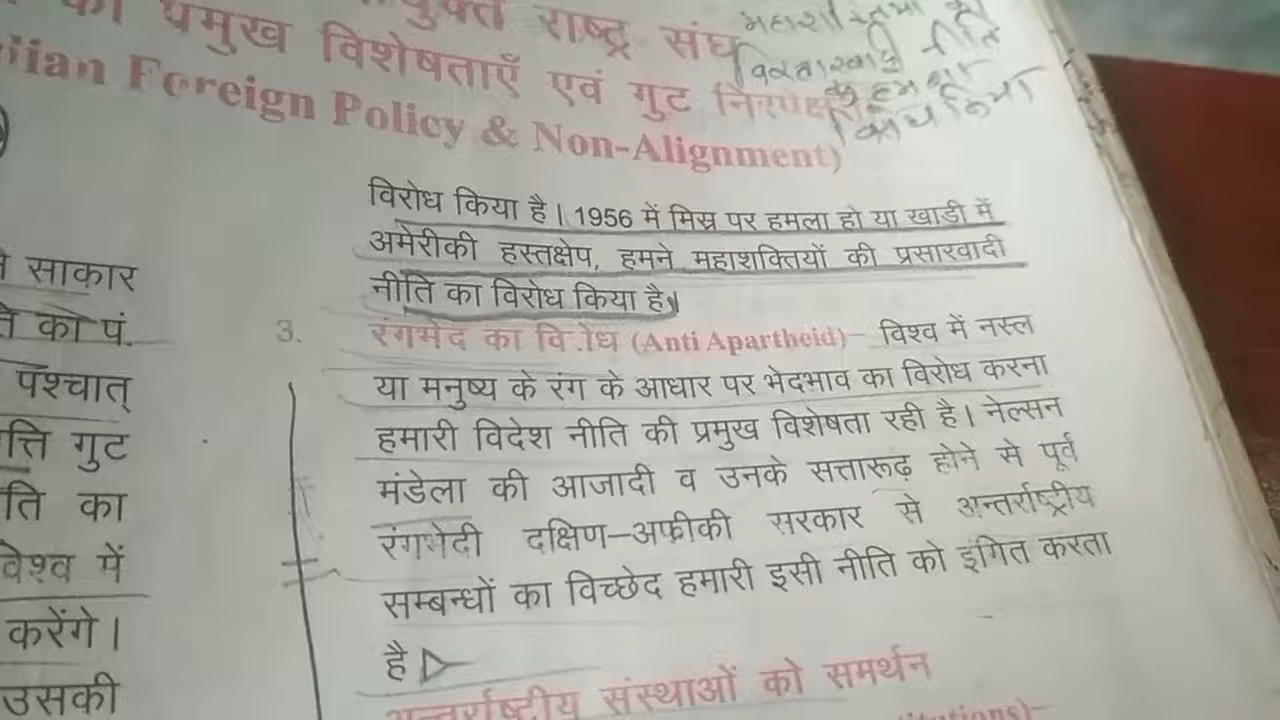 प्रमुख विशेषताएँ एवं गुट
राष्ट्र संघ
Foreign Policy & Non-Alignment)
विरोध किया है। 1956 में मिस्र पर हमला हो या खाडी में
अमेरीकी हस्तक्षेप, हमने महाशक्तियों की प्रसारवादी
नीति का विरोध किया है।
3. रंगभेद का वि.ोध (Anti Apartheid)– विश्व में नस्ल
या मनुष्य के रंग के आधार पर भेदभाव का विरोध करना
हमारी विदेश नीति की प्रमुख विशेषता रही है। नेल्सन
मंडेला की आजादी व उनके सत्तारूढ़ होने से पूर्व
रंगभेदी दक्षिण–अफ्रीकी सरकार से अन्तर्राष्ट्रीय
सम्बन्धों का विच्छेद हमारी इसी नीति को इंगित करता
है
अन्तर्राष्ट्रीय संस्थाओं को समर्थन
साकार
को पं.
पश्चात्
गुट
का
में
करेंगे।
उसकी